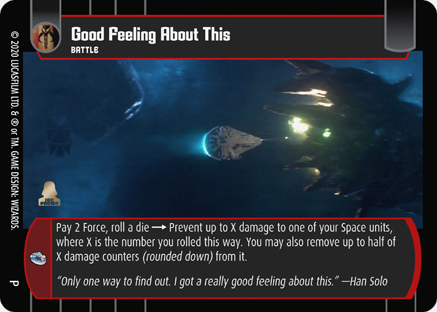 Good Feeling About This
BATTLE
Pay 2 Force, roll a die → Prevent up to X damage to one of your Space units,
where X is the number you rolled this way. You may also remove up to half of
X damage counters (rounded down) from it.
“Only one way to find out. I got a really good feeling about this.” —Han Solo
© 2020 LUCASFILM LTD. & ® or TM. GAME DESIGN: WIZARDS.
P